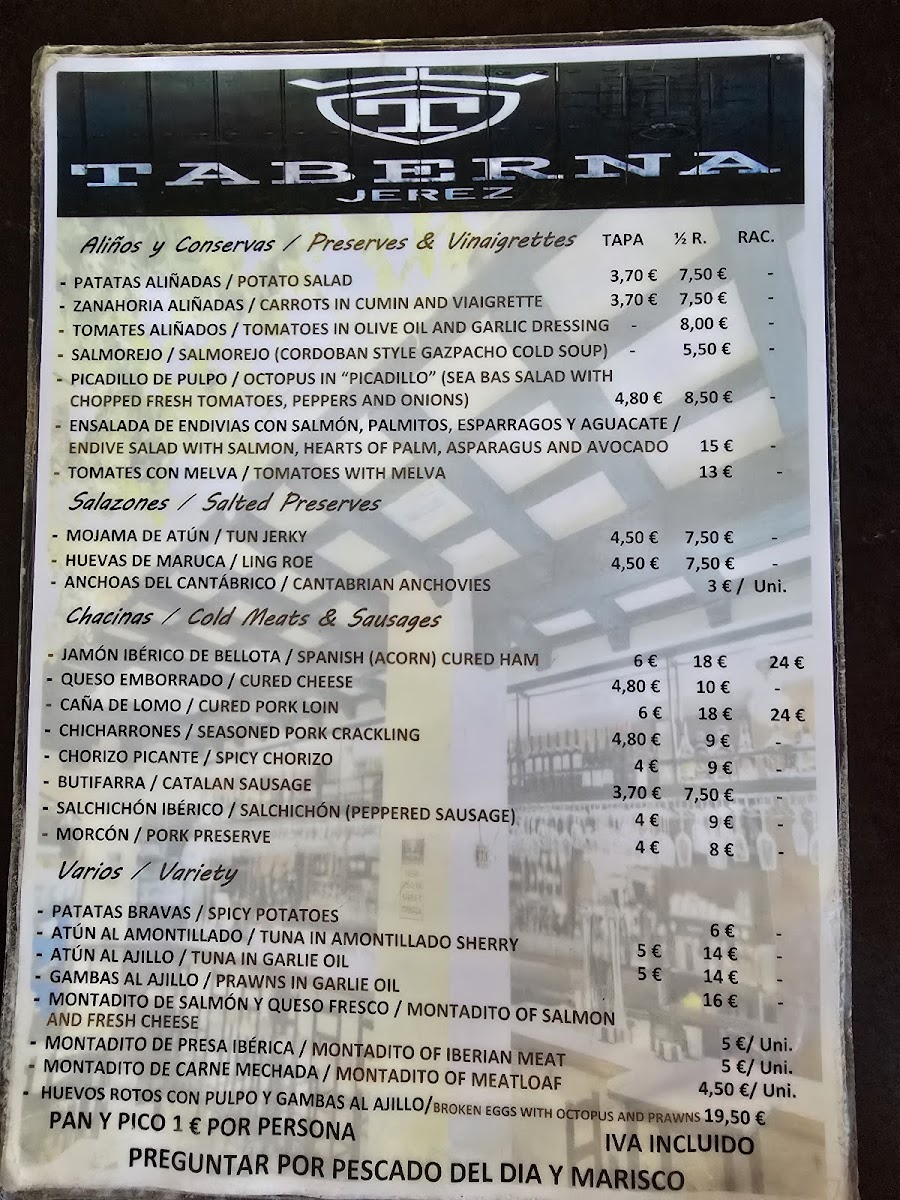 T
TABERNA
JEREZ
Aliños y Conservas / Preserves & Vinaigrettes TAPA ½ R. RAC.
- PATATAS ALIÑADAS / POTATO SALAD 3,70 € 7,50 € -
- ZANAHORIA ALIÑADAS / CARROTS IN CUMIN AND VIAIGRETTE 3,70 € 7,50 € -
- TOMATES ALIÑADOS / TOMATOES IN OLIVE OIL AND GARLIC DRESSING - 8,00 € -
- SALMOREJO / SALMOREJO (CORDOBAN STYLE GAZPACHO COLD SOUP) - 5,50 € -
- PICADILLO DE PULPO / OCTOPUS IN “PICADILLO” (SEA BAS SALAD WITH
CHOPPED FRESH TOMATOES, PEPPERS AND ONIONS) 4,80 € 8,50 € -
- ENSALADA DE ENDIVIAS CON SALMÓN, PALMITOS, ESPARRAGOS Y AGUACATE /
ENDIVE SALAD WITH SALMON, HEARTS OF PALM, ASPARAGUS AND AVOCADO 15 € -
- TOMATES CON MELVA / TOMATOES WITH MELVA 13 € -
Salazones / Salted Preserves
- MOJAMA DE ATÚN / TUN JERKY 4,50 € 7,50 € -
- HUEVAS DE MARUCA / LING ROE 4,50 € 7,50 € -
- ANCHOAS DEL CANTÁBRICO / CANTABRIAN ANCHOVIES 3 € / Uni.
Chacinas / Cold Meats & Sausages
- JAMÓN IBÉRICO DE BELLOTA / SPANISH (ACORN) CURED HAM 6 € 18 € 24 €
- QUESO EMBORRADO / CURED CHEESE 4,80 € 10 € -
- CAÑA DE LOMO / CURED PORK LOIN 6 € 18 € 24 €
- CHICHARRONES / SEASONED PORK CRACKLING 4,80 € 9 € -
- CHORIZO PICANTE / SPICY CHORIZO 4 € 9 € -
- BUTIFARRA / CATALAN SAUSAGE 3,70 € 7,50 € -
- SALCHICHÓN IBÉRICO / SALCHICHÓN (PEPPERED SAUSAGE) 4 € 9 € -
- MORCÓN / PORK PRESERVE 4 € 8 € -
Varios / Variety
- PATATAS BRAVAS / SPICY POTATOES 6 € -
- ATÚN AL AMONTILLADO / TUNA IN AMONTILLADO SHERRY 5 € 14 € -
- ATÚN AL AJILLO / TUNA IN GARLIE OIL 5 € 14 € -
- GAMBAS AL AJILLO / PRAWNS IN GARLIE OIL 16 € -
- MONTADITO DE SALMÓN Y QUESO FRESCO / MONTADITO OF SALMON
AND FRESH CHEESE 5 €/ Uni.
- MONTADITO DE PRESA IBÉRICA / MONTADITO OF IBERIAN MEAT 5 €/ Uni.
- MONTADITO DE CARNE MECHADA / MONTADITO OF MEATLOAF 4,50 €/ Uni.
- HUEVOS ROTOS CON PULPO Y GAMBAS AL AJILLO/BROKEN EGGS WITH OCTOPUS AND PRAWNS 19,50 €
PAN Y PICO 1 € POR PERSONA IVA INCLUIDO
PREGUNTAR POR PESCADO DEL DIA Y MARISCO